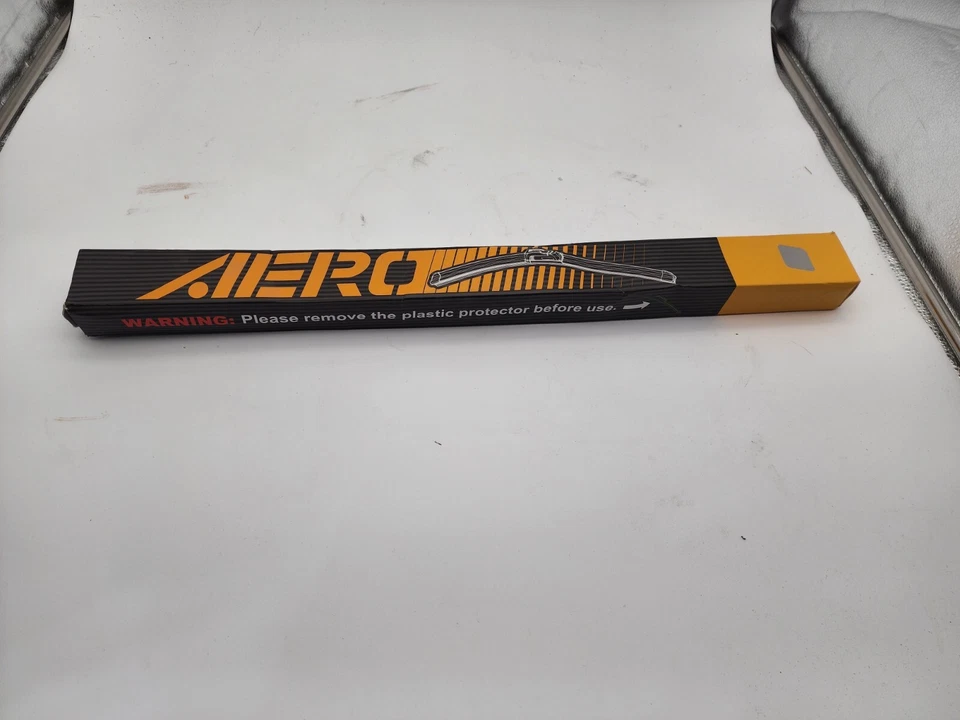 AERO
WARNING: Please remove the plastic protector before use.